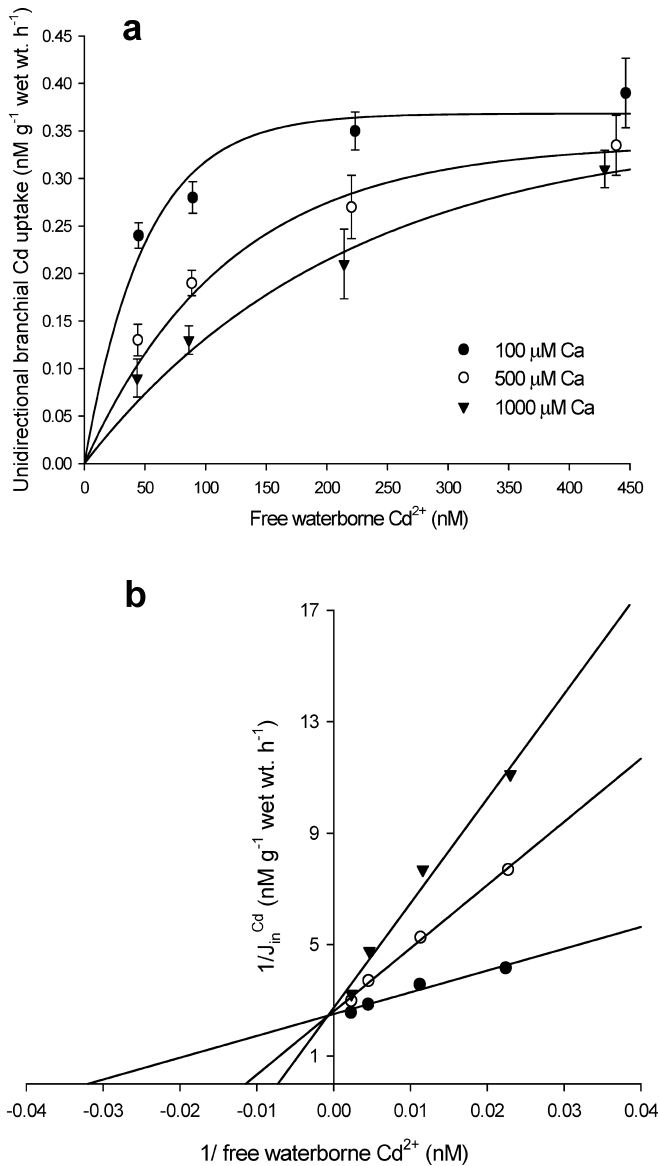 a
Unidirectional branchial Cd uptake (nM g⁻¹ wet wt. h⁻¹)
0.45
0.40
0.35
0.30
0.25
0.20
0.15
0.10
0.05
0.00
100 μM Ca
500 μM Ca
1000 μM Ca
0 50 100 150 200 250 300 350 400 450
Free waterborne Cd²⁺ (nM)
b
1/Jᵢₙ^Cd (nM g⁻¹ wet wt. h⁻¹)
17
13
9
5
1
-0.04 -0.03 -0.02 -0.01 0.00 0.01 0.02 0.03 0.04
1/ free waterborne Cd²⁺ (nM)